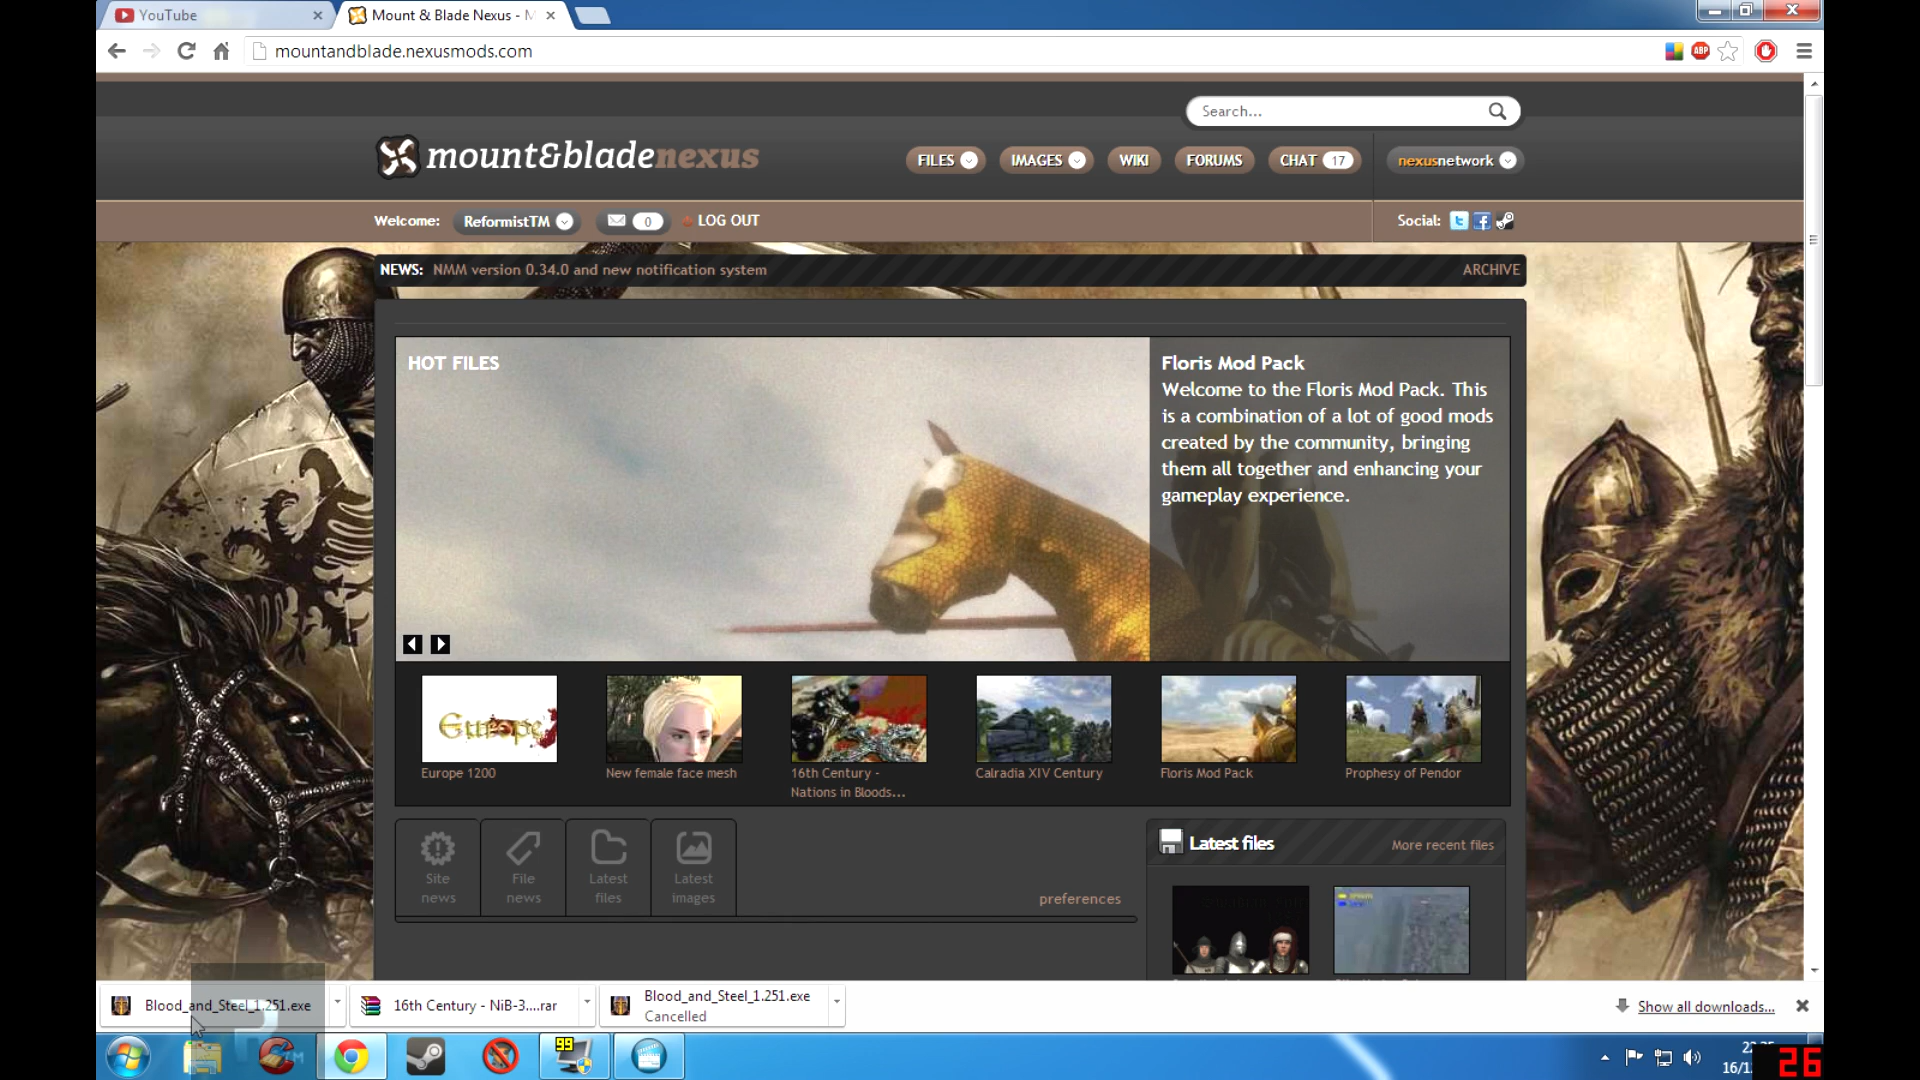 YouTube
Mount & Blade Nexus - M
mountandblade.nexusmods.com
ABP
Search...
mount&bladenexus
FILES
IMAGES
WIKI
FORUMS
CHAT 17
nexusnetwork
Welcome: ReformistTM 0 LOG OUT
Social:
NEWS: NMM version 0.34.0 and new notification system
ARCHIVE
HOT FILES
Floris Mod Pack
Welcome to the Floris Mod Pack. This
is a combination of a lot of good mods
created by the community, bringing
them all together and enhancing your
gameplay experience.
Europe
Europe 1200
New female face mesh
16th Century -
Nations in Bloods...
Calradia XIV Century
Floris Mod Pack
Prophesy of Pendor
Site
news
File
news
Latest
files
Latest
images
preferences
Latest files
More recent files
Blood_and_Steel_1.251.exe
16th Century - NiB-3....rar
Blood_and_Steel_1.251.exe
Cancelled
Show all downloads...
99
26